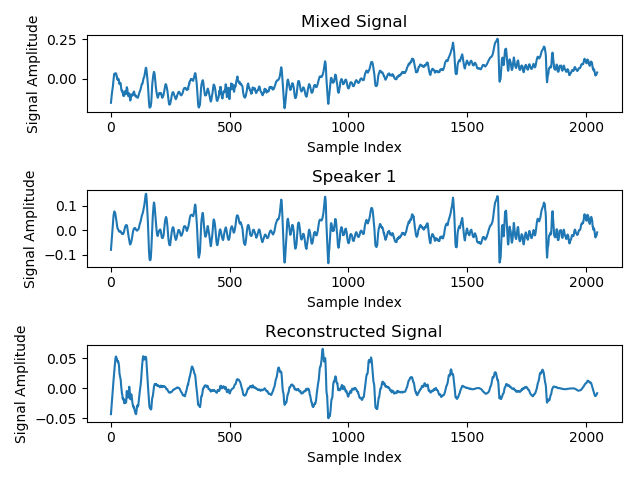 Mixed Signal
0.25
0.00
Signal Amplitude
0 500 1000 1500 2000
Sample Index
Speaker 1
0.1
0.0
−0.1
Signal Amplitude
0 500 1000 1500 2000
Sample Index
Reconstructed Signal
0.05
0.00
−0.05
Signal Amplitude
0 500 1000 1500 2000
Sample Index